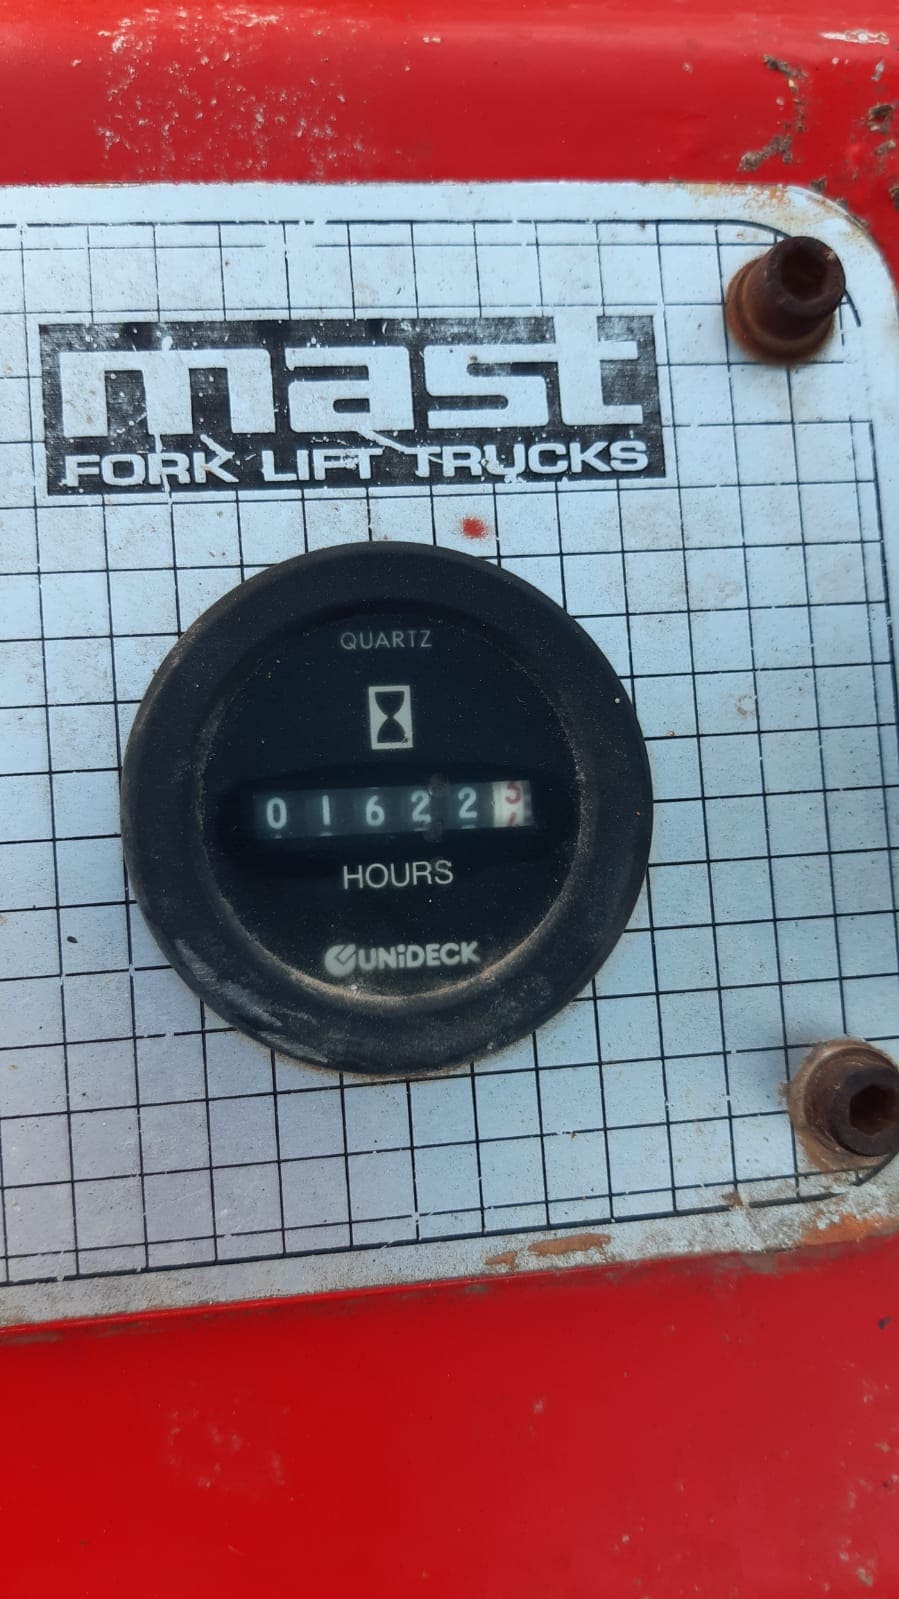 mast
FORK LIFT TRUCKS
QUARTZ
01622
HOURS
UNiDECK